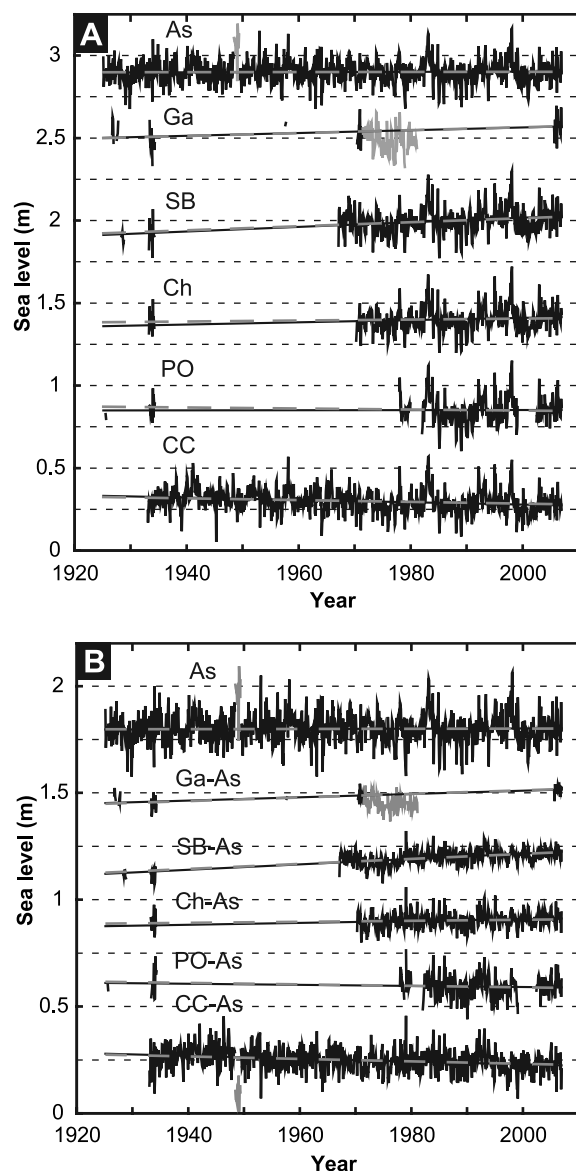 A
As
Ga
SB
Ch
PO
CC
3
2.5
2
1.5
1
0.5
0
Sea level (m)
1920 1940 1960 1980 2000
Year
B
As
Ga-As
SB-As
Ch-As
PO-As
CC-As
2
1.5
1
0.5
0
Sea level (m)
1920 1940 1960 1980 2000
Year